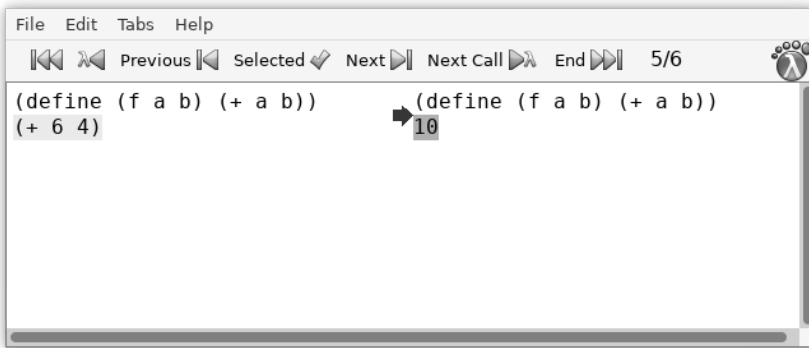 File Edit Tabs Help
Previous Selected Next Next Call End 5/6
(define (f a b) (+ a b)) (define (f a b) (+ a b))
(+ 6 4) 10